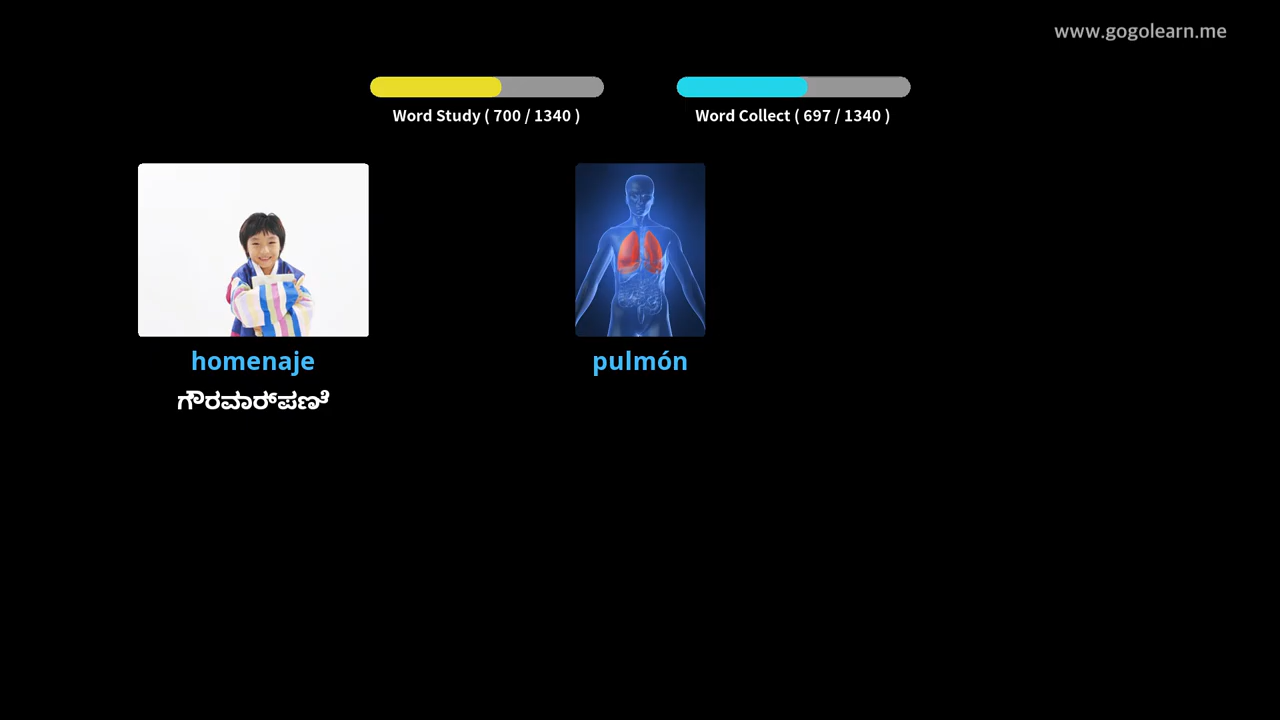 www.gogolearn.me
Word Study ( 700 / 1340 )
Word Collect ( 697 / 1340 )
homenaje
pulmón
ಗೌರವಾರ್ಪಣೆ